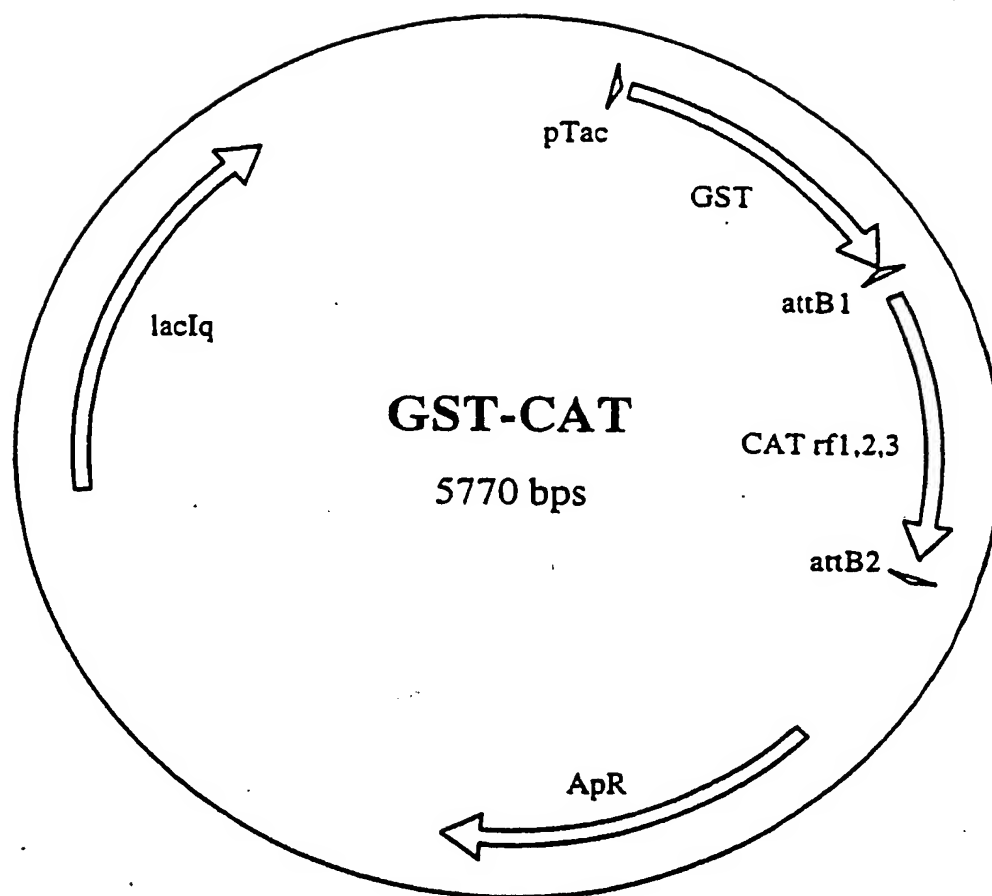 pTac
GST
attB1
lacIq
GST-CAT
CAT rf1,2,3
5770 bps
attB2
ApR